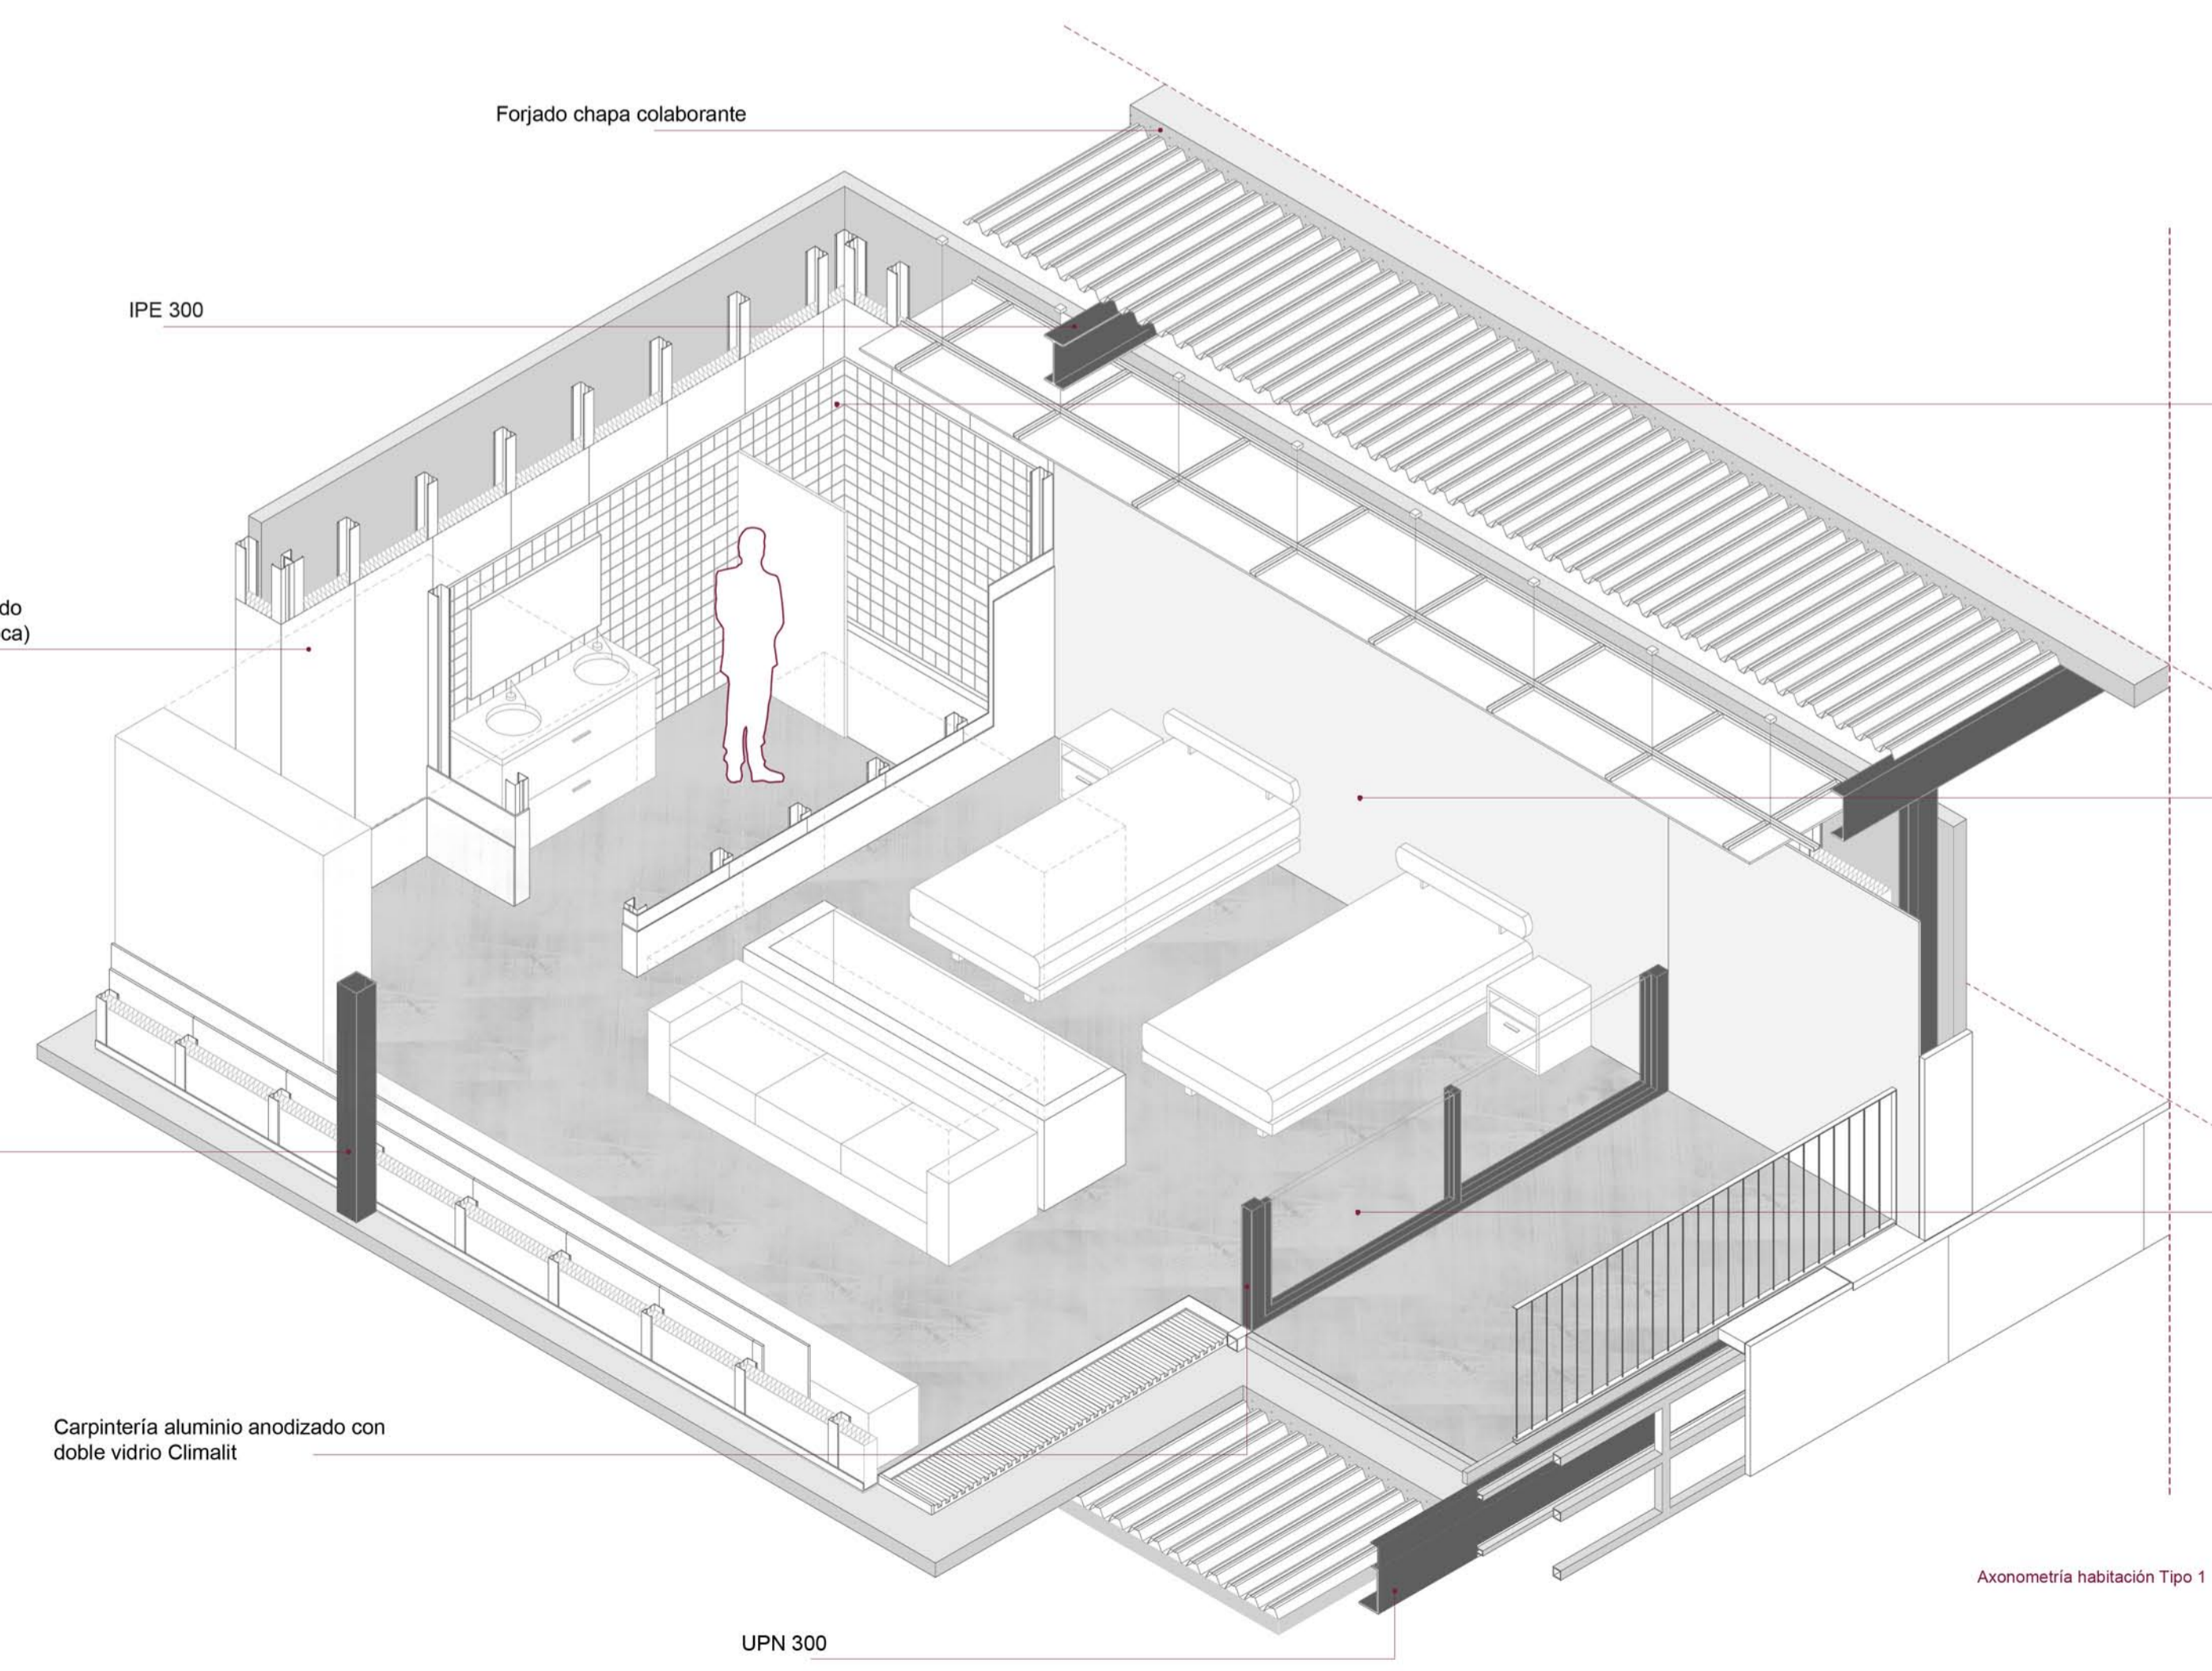 Forjado chapa colaborante
IPE 300
do
ca)
Carpintería aluminio anodizado con
doble vidrio Climalit
UPN 300
Axonometría habitación Tipo 1